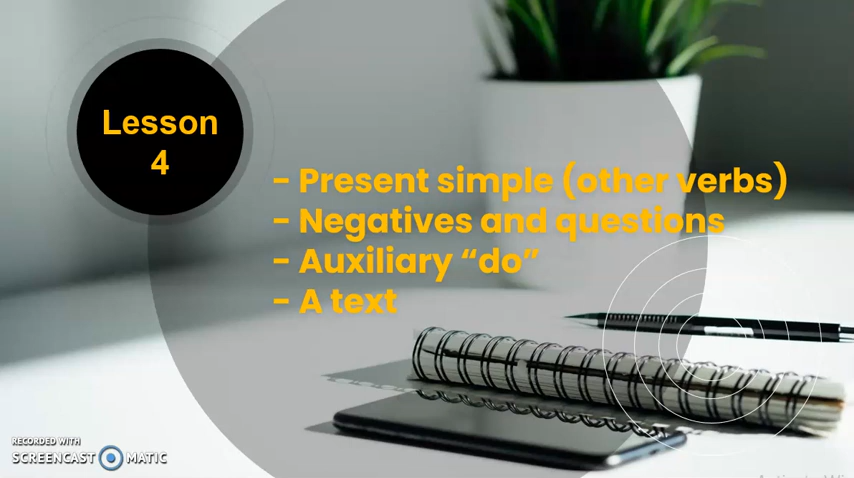 Lesson
4
- Present simple (other verbs)
- Negatives and questions
- Auxiliary “do”
- A text
RECORDED WITH
SCREENCAST MATIC